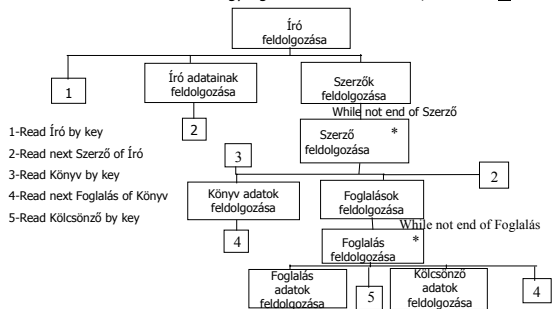 Író
feldolgozása
1
Író adatainak
feldolgozása
Szerzők
feldolgozása
While not end of Szerző
2
Szerző *
feldolgozása
1-Read Író by key
2-Read next Szerző of Író
3-Read Könyv by key
4-Read next Foglalás of Könyv
5-Read Kölcsönző by key
3
2
Könyv adatok
feldolgozása
Foglalások
feldolgozása
While not end of Foglalás
4
Foglalás *
feldolgozása
Foglalás
adatok
feldolgozása
5
Kölcsönző
adatok
feldolgozása
4